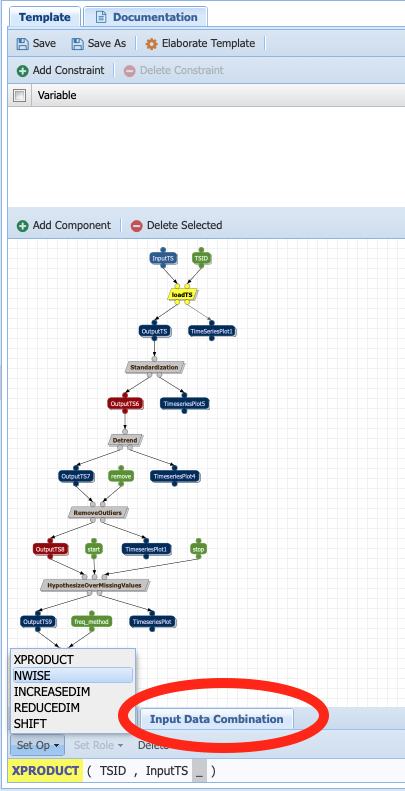 Template Documentation
Save Save As Elaborate Template
Add Constraint Delete Constraint
Variable
Add Component Delete Selected
InputTS TSID
loadTS
OutputTS TimeSeriesPlot1
Standardization
OutputTS6 TimeseriesPlot5
Detrend
OutputTS7 remove TimeseriesPlot4
RemoveOutliers
OutputTS8 start TimeseriesPlot1 stop
HypothesizeOverMissingValues
OutputTS9 freq_method TimeseriesPlot
XPRODUCT
NWISE
INCREASEDIM
REDUCEDIM
SHIFT
Input Data Combination
Set Op Set Role Delete
XPRODUCT ( TSID , InputTS _ )